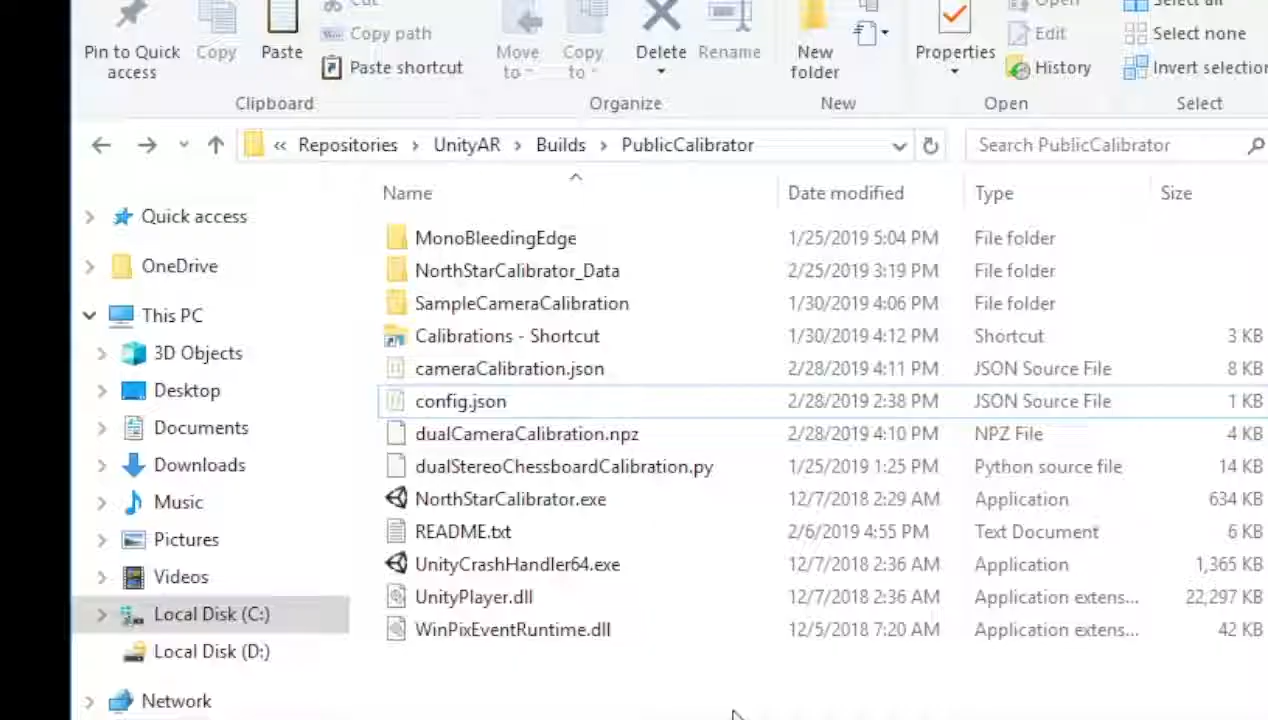 Cut Open Select all
Copy path Edit Select none
Pin to Quick access Copy Paste Paste shortcut Move to Copy to Delete Rename New folder Properties History Invert selection
Clipboard Organize New Open Select
« Repositories › UnityAR › Builds › PublicCalibrator Search PublicCalibrator
Name Date modified Type Size
Quick access
OneDrive
This PC
3D Objects
Desktop
Documents
Downloads
Music
Pictures
Videos
Local Disk (C:)
Local Disk (D:)
Network
MonoBleedingEdge 1/25/2019 5:04 PM File folder
NorthStarCalibrator_Data 2/25/2019 3:19 PM File folder
SampleCameraCalibration 1/30/2019 4:06 PM File folder
Calibrations - Shortcut 1/30/2019 4:12 PM Shortcut 3 KB
cameraCalibration.json 2/28/2019 4:11 PM JSON Source File 8 KB
config.json 2/28/2019 2:38 PM JSON Source File 1 KB
dualCameraCalibration.npz 2/28/2019 4:10 PM NPZ File 4 KB
dualStereoChessboardCalibration.py 1/25/2019 1:25 PM Python source file 14 KB
NorthStarCalibrator.exe 12/7/2018 2:29 AM Application 634 KB
README.txt 2/6/2019 4:55 PM Text Document 6 KB
UnityCrashHandler64.exe 12/7/2018 2:36 AM Application 1,365 KB
UnityPlayer.dll 12/7/2018 2:36 AM Application extens... 22,297 KB
WinPixEventRuntime.dll 12/5/2018 7:20 AM Application extens... 42 KB